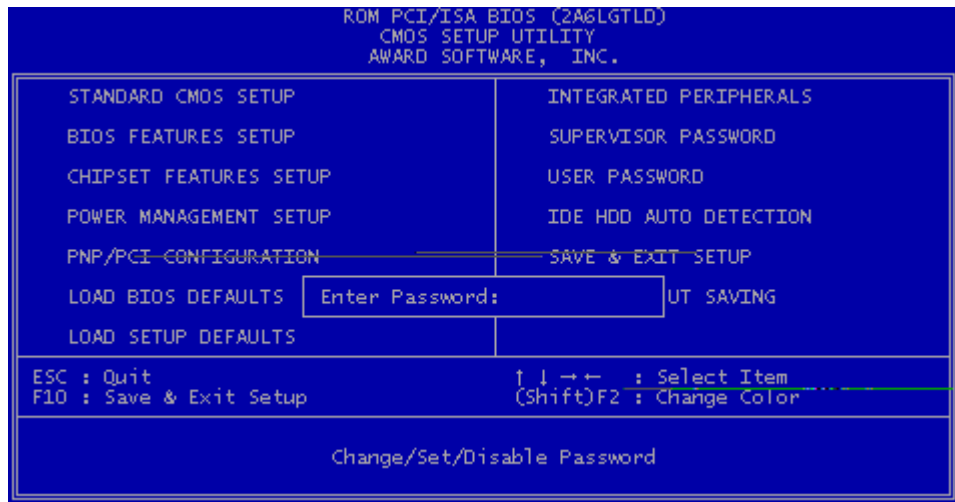 ROM PCI/ISA BIOS (2A6LGTLD)
CMOS SETUP UTILITY
AWARD SOFTWARE, INC.
STANDARD CMOS SETUP
BIOS FEATURES SETUP
CHIPSET FEATURES SETUP
POWER MANAGEMENT SETUP
PNP/PCI CONFIGURATION
LOAD BIOS DEFAULTS
LOAD SETUP DEFAULTS
INTEGRATED PERIPHERALS
SUPERVISOR PASSWORD
USER PASSWORD
IDE HDD AUTO DETECTION
SAVE & EXIT SETUP
UT SAVING
Enter Password:
ESC : Quit
F10 : Save & Exit Setup
↑ ↓ → ← : Select Item
(Shift)F2 : Change Color
Change/Set/Disable Password